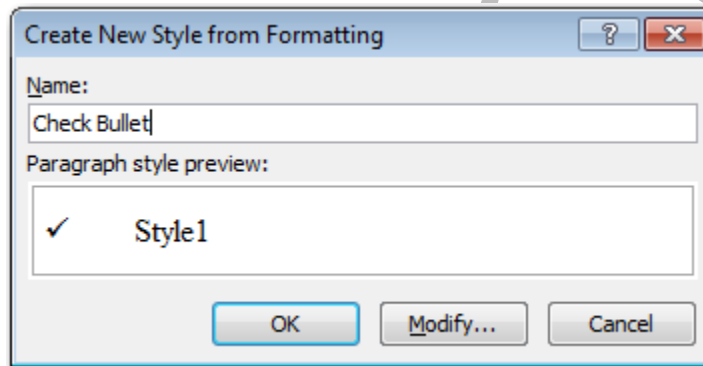 Create New Style from Formatting
Name:
Check Bullet
Paragraph style preview:
✓ Style1
OK Modify... Cancel